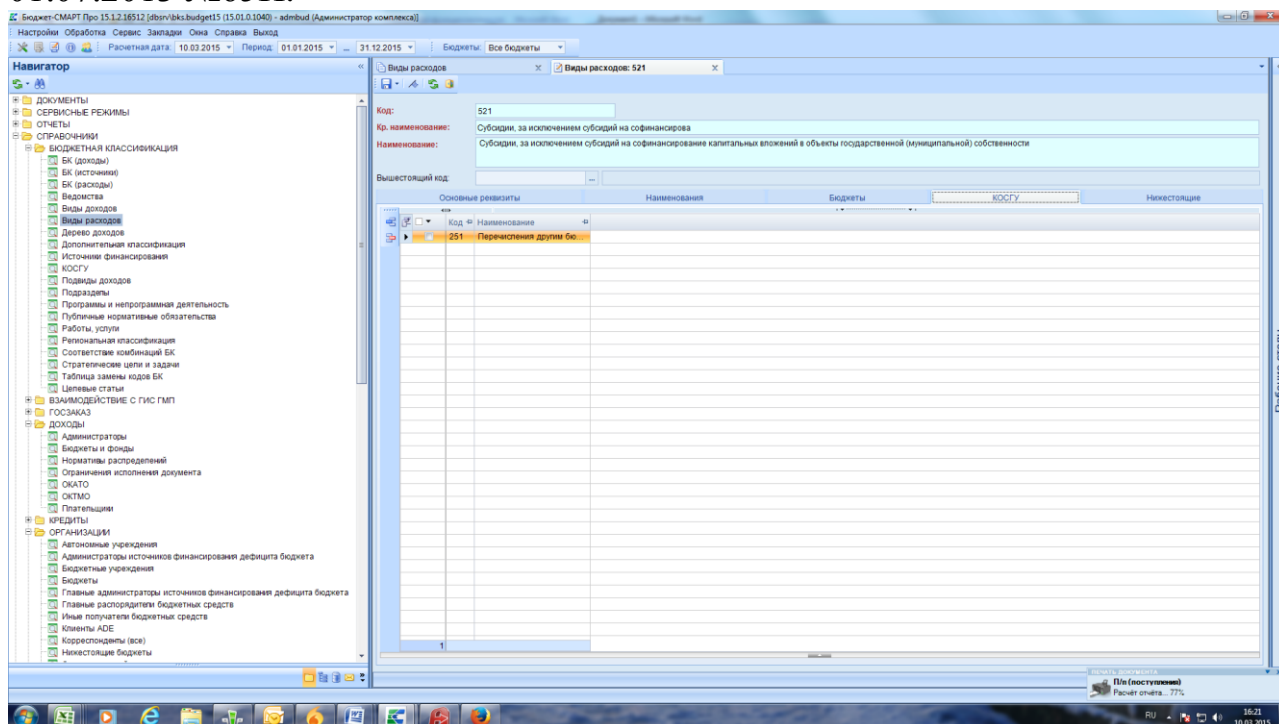 Бюджет-СМАРТ Про 15.1.2.16512 [dbsrv\bks.budget15 (15.01.0.1040) - admbud (Администратор комплекса)]
Настройки Обработка Сервис Закладки Окна Справка Выход
Расчетная дата: 10.03.2015 Период: 01.01.2015 ... 31.12.2015 Бюджеты: Все бюджеты
Навигатор
Виды расходов
Виды расходов: 521
ДОКУМЕНТЫ
СЕРВИСНЫЕ РЕЖИМЫ
ОТЧЕТЫ
СПРАВОЧНИКИ
БЮДЖЕТНАЯ КЛАССИФИКАЦИЯ
БК (доходы)
БК (источники)
БК (расходы)
Ведомства
Виды доходов
Виды расходов
Дерево доходов
Дополнительная классификация
Источники финансирования
КОСГУ
Подвиды доходов
Подразделы
Программы и непрограммная деятельность
Публичные нормативные обязательства
Работы, услуги
Региональная классификация
Соответствие комбинаций БК
Стратегические цели и задачи
Таблица замены кодов БК
Целевые статьи
ВЗАИМОДЕЙСТВИЕ С ГИС ГМП
ГОСЗАКАЗ
ДОХОДЫ
Администраторы
Бюджеты и фонды
Нормативы распределений
Ограничения исполнения документа
ОКАТО
ОКТМО
Плательщики
КРЕДИТЫ
ОРГАНИЗАЦИИ
Автономные учреждения
Администраторы источников финансирования дефицита бюджета
Бюджетные учреждения
Бюджеты
Главные администраторы источников финансирования дефицита бюджета
Главные распорядители бюджетных средств
Иные получатели бюджетных средств
Клиенты ADE
Корреспонденты (все)
Нижестоящие бюджеты
Код: 521
Кр. наименование: Субсидии, за исключением субсидий на софинансирова
Наименование: Субсидии, за исключением субсидий на софинансирование капитальных вложений в объекты государственной (муниципальной) собственности
Вышестоящий код: ...
Основные реквизиты Наименования Бюджеты КОСГУ Нижестоящие
Код Наименование
251 Перечисления другим бю...
1
П/п (поступления)
Расчёт отчёта... 77%
RU 16:21
10.03.2015